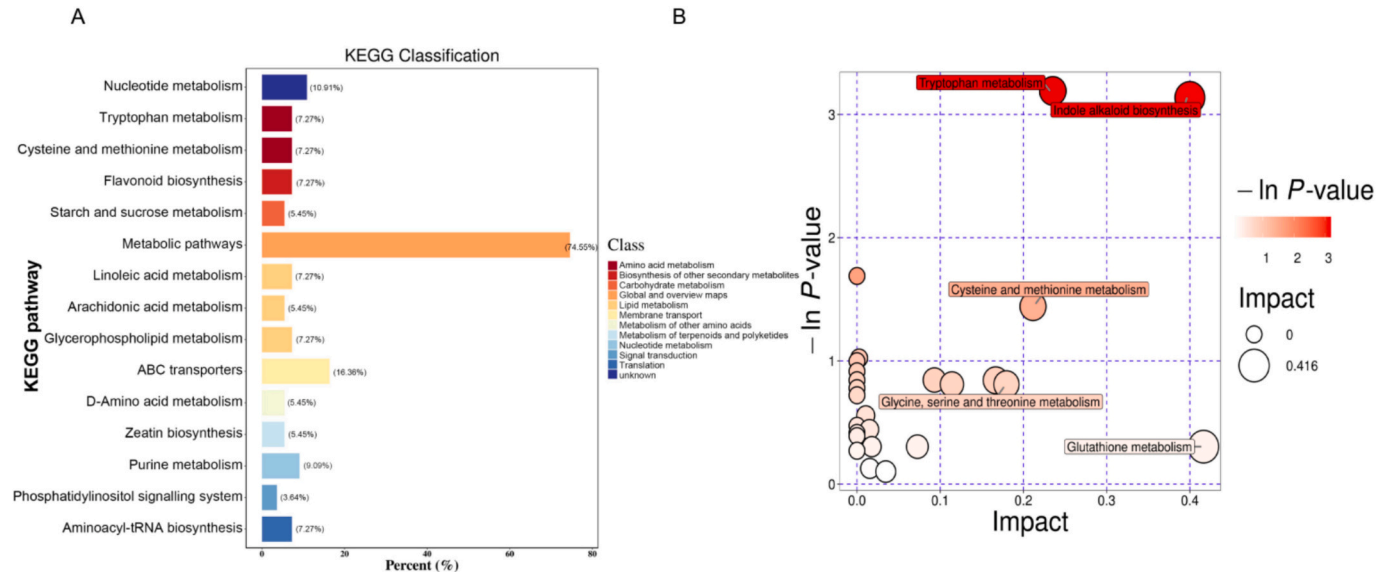 A
KEGG Classification
KEGG pathway
Nucleotide metabolism
(10.91%)
Tryptophan metabolism
(7.27%)
Cysteine and methionine metabolism
(7.27%)
Flavonoid biosynthesis
(7.27%)
Starch and sucrose metabolism
(5.45%)
Metabolic pathways
(74.55%)
Linoleic acid metabolism
(7.27%)
Arachidonic acid metabolism
(5.45%)
Glycerophospholipid metabolism
(7.27%)
ABC transporters
(16.36%)
D-Amino acid metabolism
(5.45%)
Zeatin biosynthesis
(5.45%)
Purine metabolism
(9.09%)
Phosphatidylinositol signalling system
(3.64%)
Aminoacyl-tRNA biosynthesis
(7.27%)
0 20 40 60 80
Percent (%)
Class
Amino acid metabolism
Biosynthesis of other secondary metabolites
Carbohydrate metabolism
Global and overview maps
Lipid metabolism
Membrane transport
Metabolism of other amino acids
Metabolism of terpenoids and polyketides
Nucleotide metabolism
Signal transduction
Translation
unknown
B
− ln P-value
3
2
1
0
Tryptophan metabolism
Indole alkaloid biosynthesis
Cysteine and methionine metabolism
Glycine, serine and threonine metabolism
Glutathione metabolism
0.0 0.1 0.2 0.3 0.4
Impact
− ln P-value
1 2 3
Impact
0
0.416